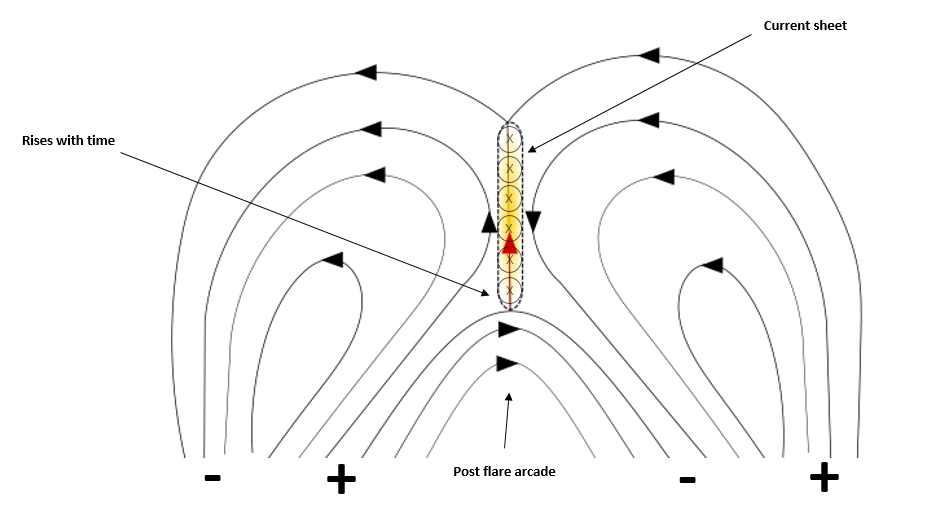 Current sheet
Rises with time
X
X
X
X
X
X
Post flare arcade
- + - +